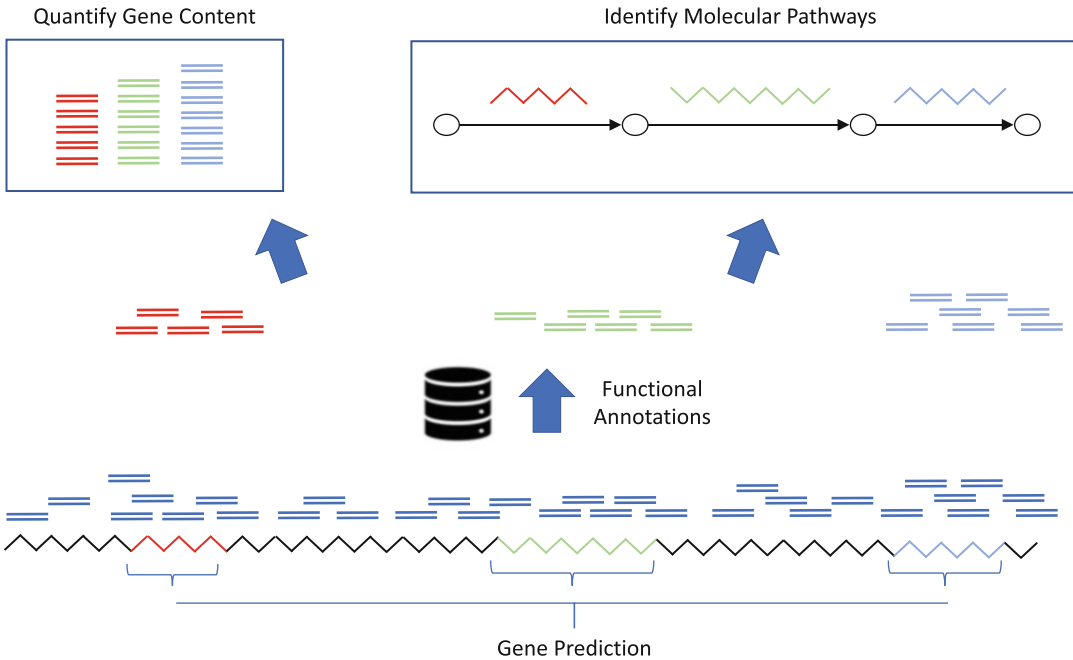 Quantify Gene Content
Identify Molecular Pathways
Functional
Annotations
Gene Prediction